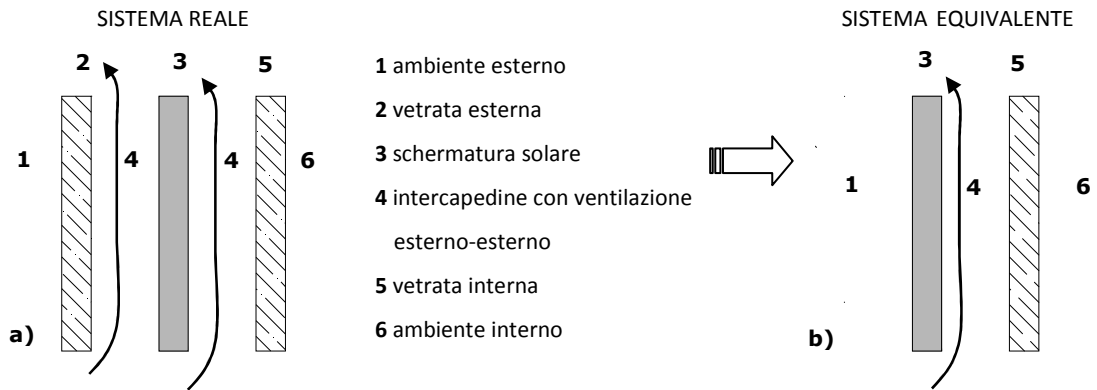 SISTEMA REALE
2
3
5
1
4
4
6
a)
1 ambiente esterno
2 vetrata esterna
3 schermatura solare
4 intercapedine con ventilazione
esterno-esterno
5 vetrata interna
6 ambiente interno
SISTEMA EQUIVALENTE
3
5
1
4
6
b)